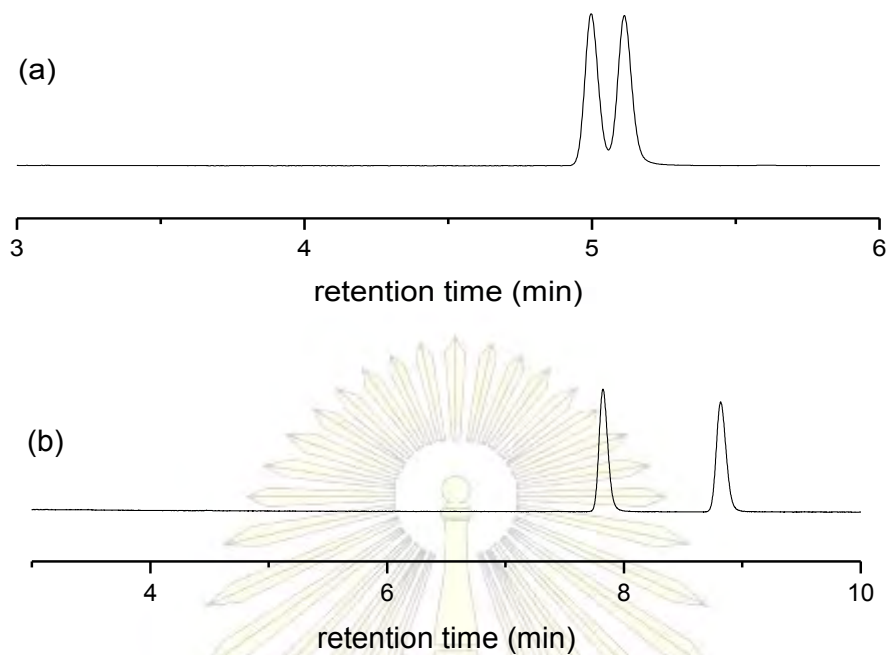 (a)
3 4 5 6
retention time (min)
(b)
4 6 8 10
retention time (min)